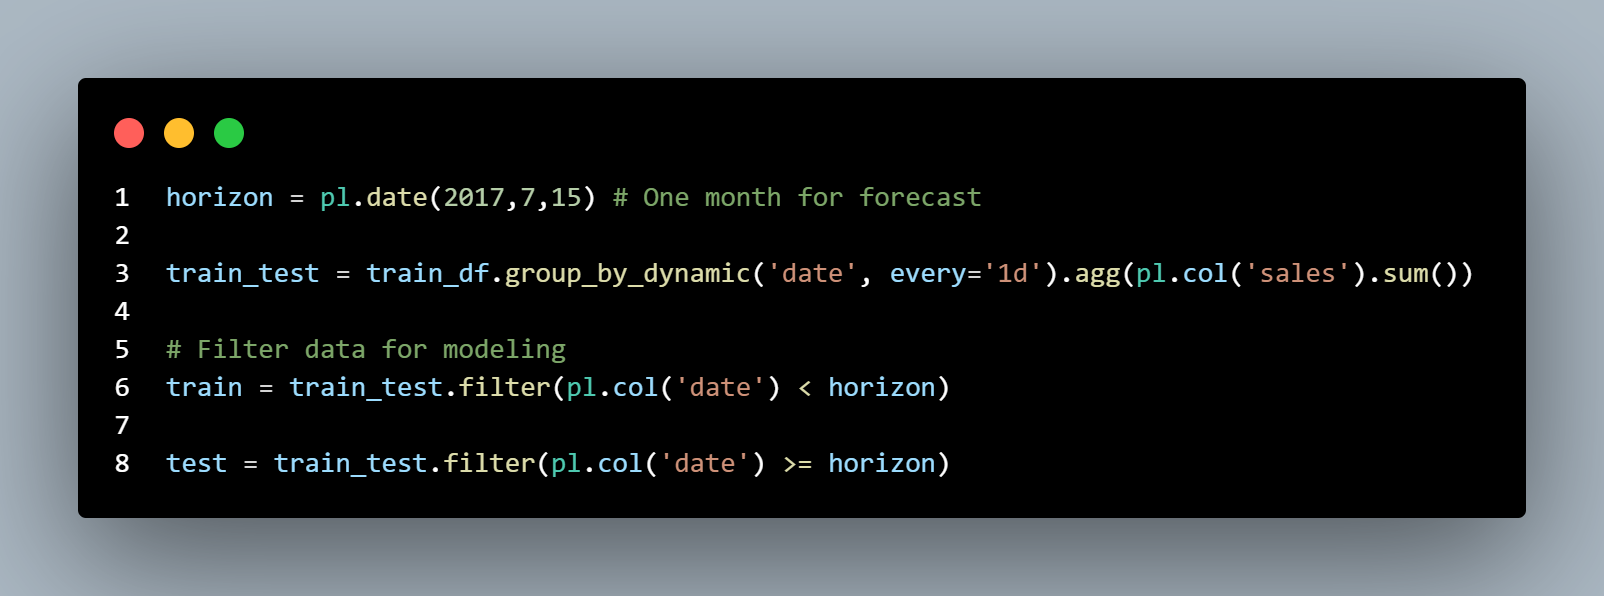 1 horizon = pl.date(2017,7,15) # One month for forecast
2
3 train_test = train_df.group_by_dynamic('date', every='1d').agg(pl.col('sales').sum())
4
5 # Filter data for modeling
6 train = train_test.filter(pl.col('date') < horizon)
7
8 test = train_test.filter(pl.col('date') >= horizon)